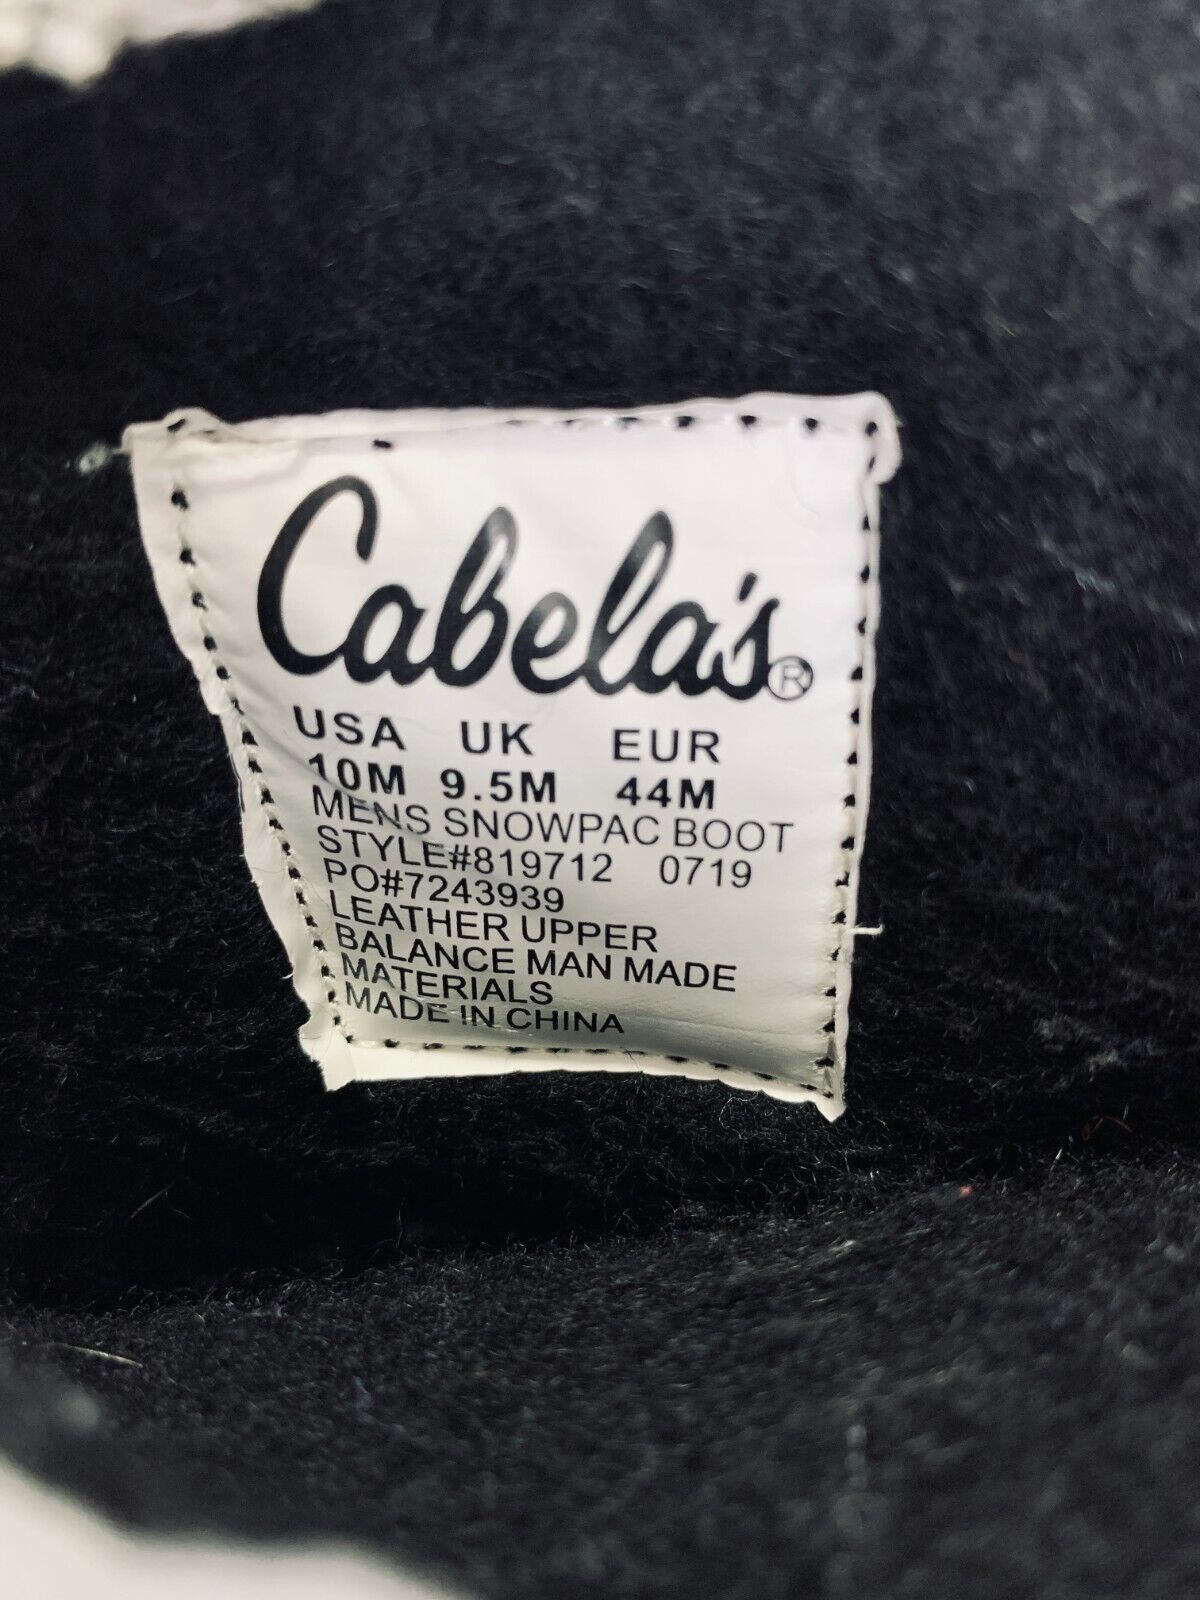 Cabela's®
USA UK EUR
10M 9.5M 44M
MENS SNOWPAC BOOT
STYLE#819712 0719
PO#7243939
LEATHER UPPER
BALANCE MAN MADE
MATERIALS
MADE IN CHINA